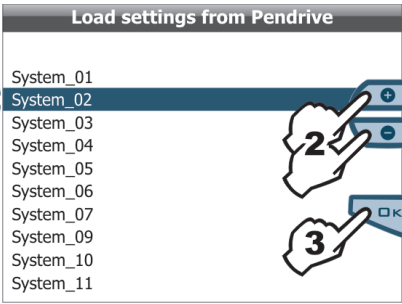 Load settings from Pendrive
System_01
System_02
System_03
System_04
System_05
System_06
System_07
System_09
System_10
System_11
+
-
2
3
OK